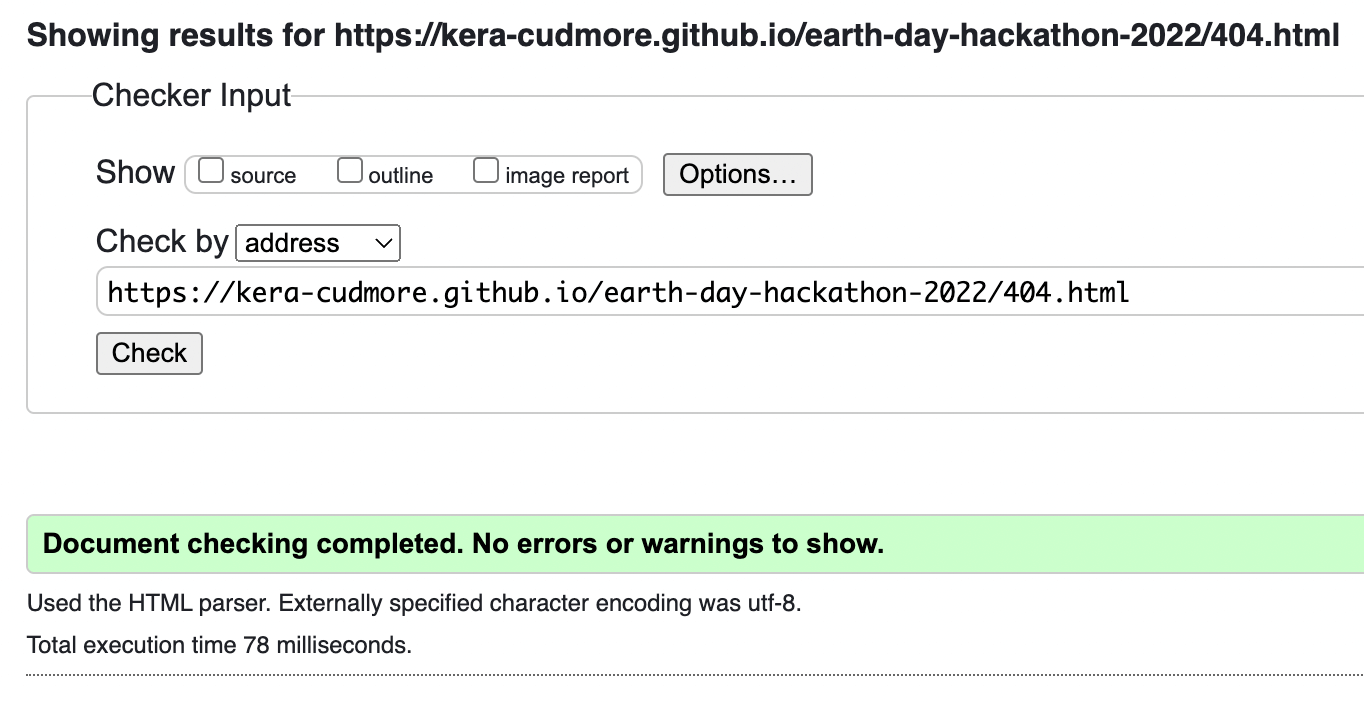 Showing results for https://kera-cudmore.github.io/earth-day-hackathon-2022/404.html
Checker Input
Show source outline image report Options...
Check by address
https://kera-cudmore.github.io/earth-day-hackathon-2022/404.html
Check
Document checking completed. No errors or warnings to show.
Used the HTML parser. Externally specified character encoding was utf-8.
Total execution time 78 milliseconds.